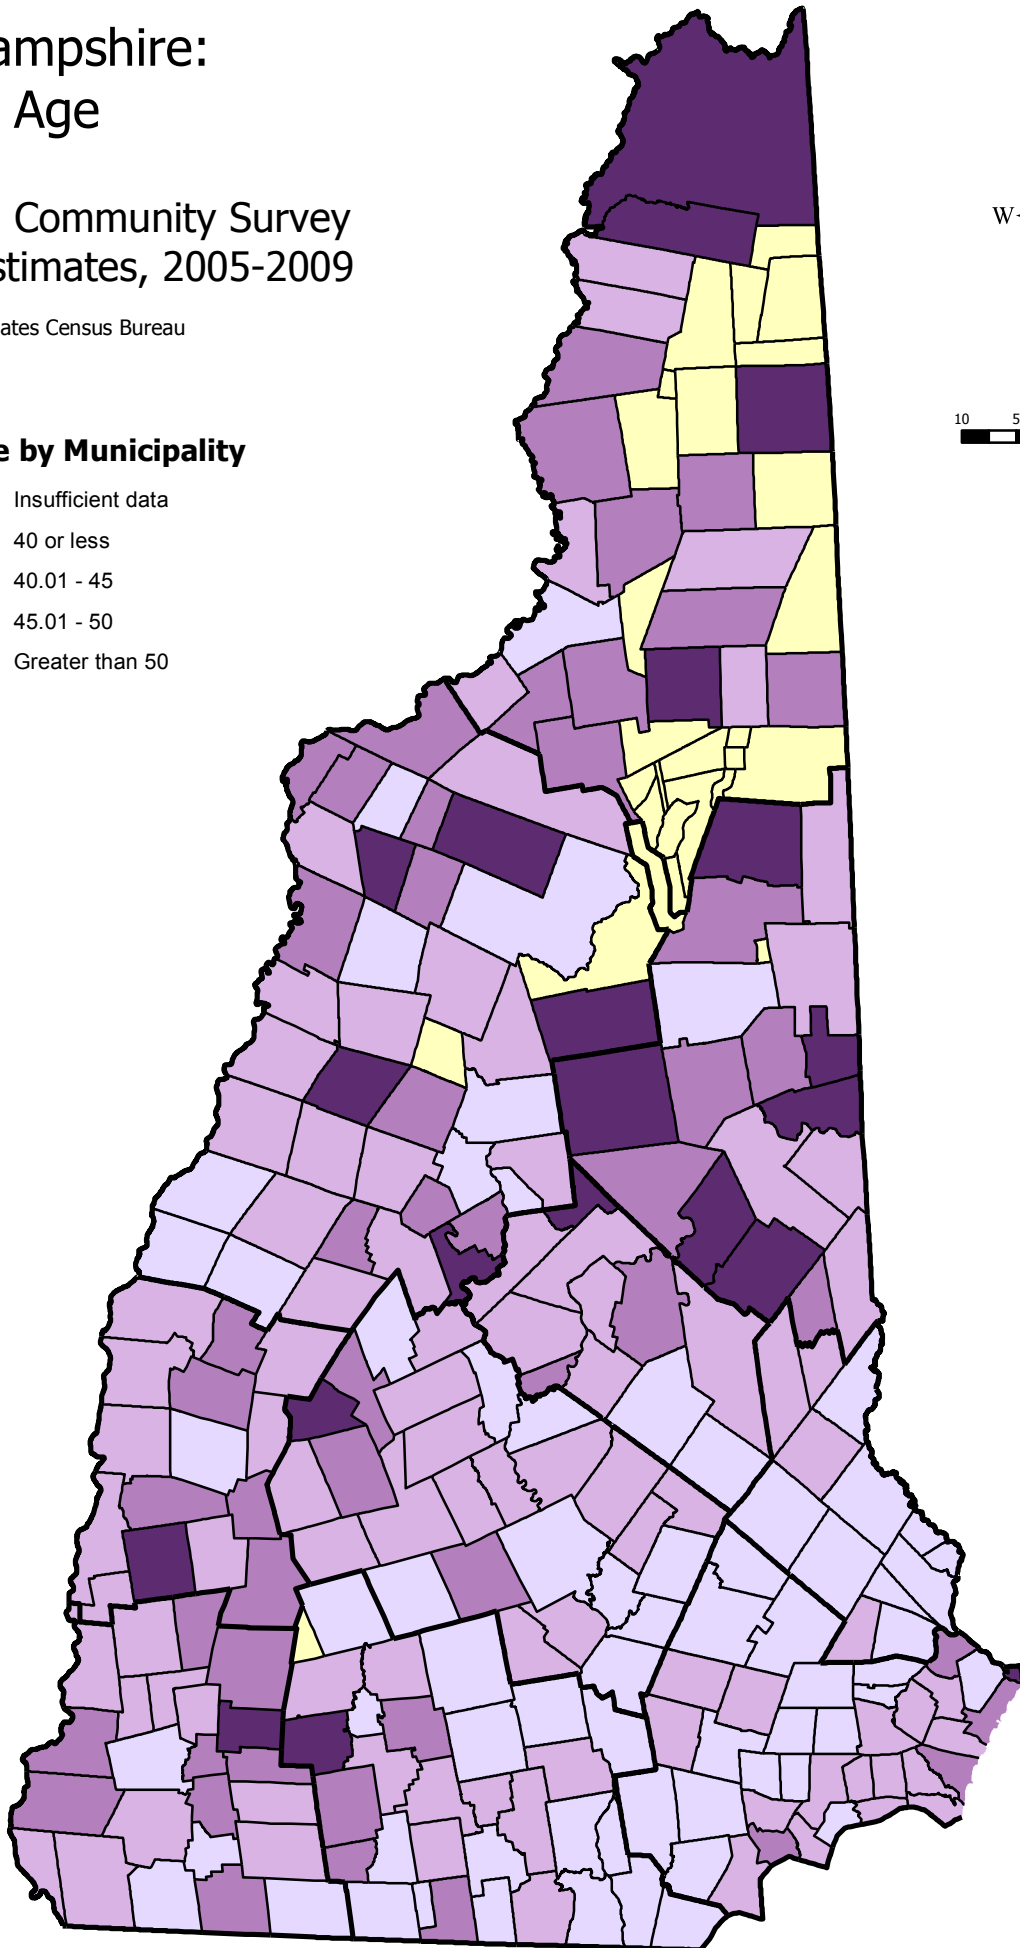 ampshire:
Age
Community Survey
stimates, 2005-2009
ates Census Bureau
W
10 5
e by Municipality
Insufficient data
40 or less
40.01 - 45
45.01 - 50
Greater than 50